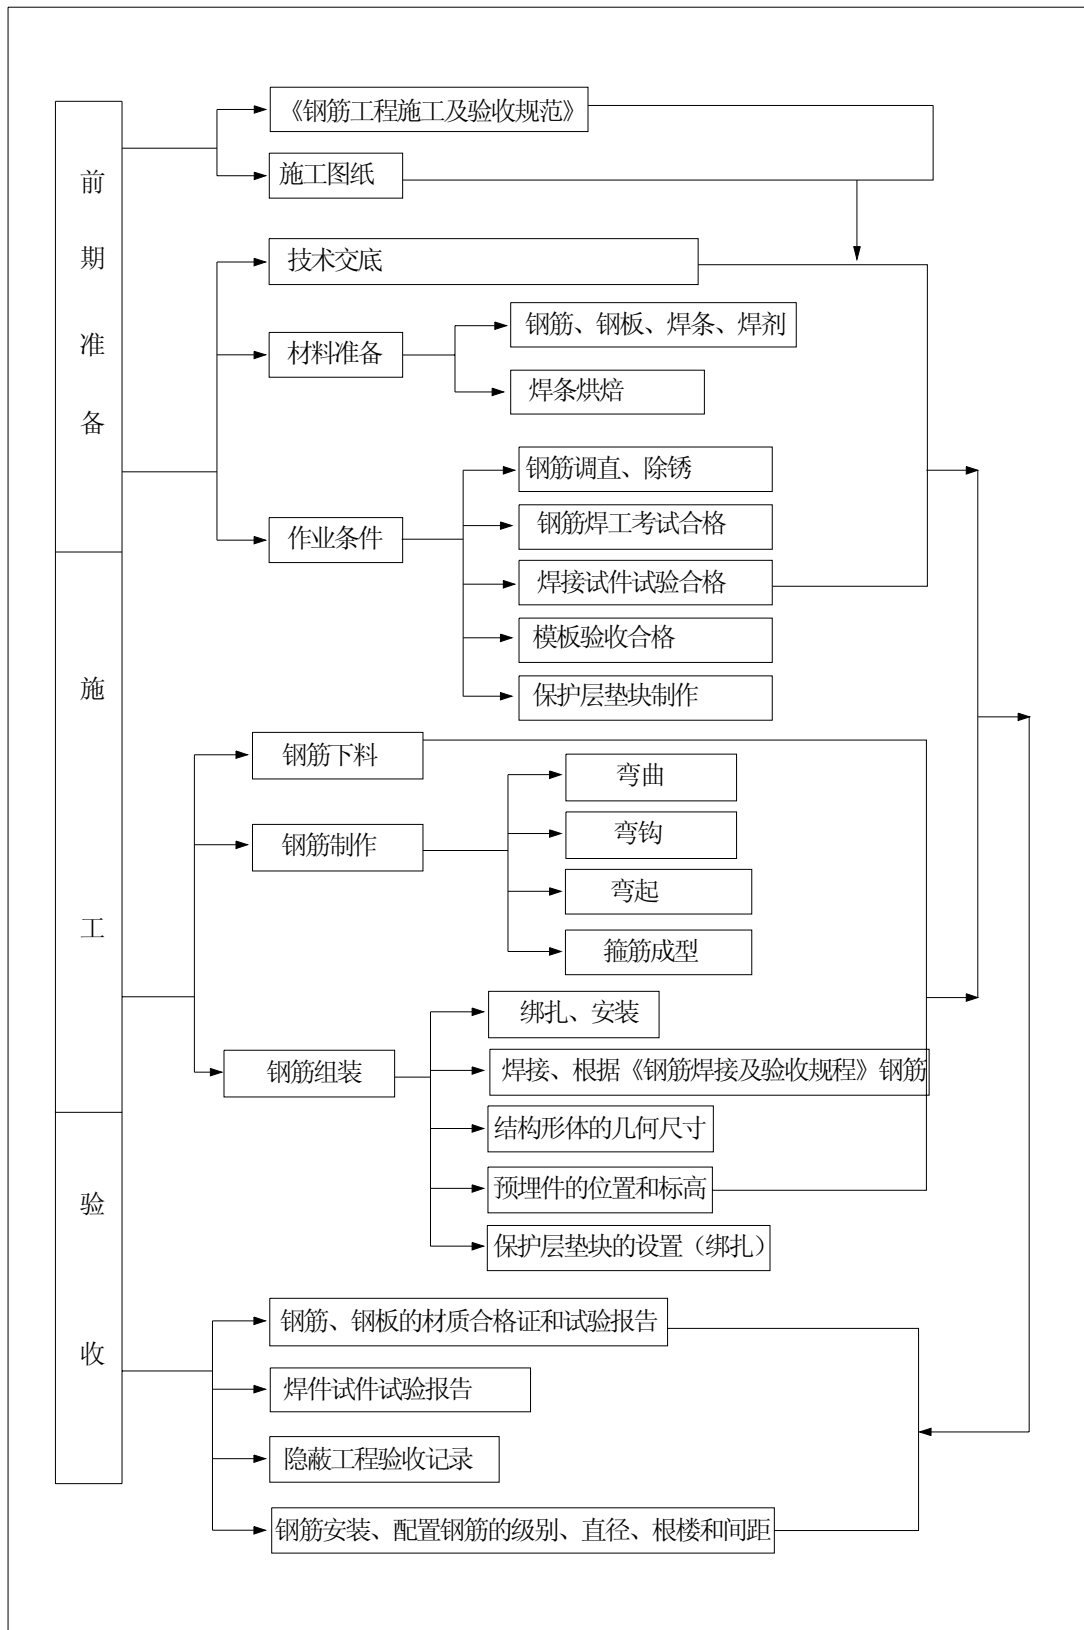 前期准备
《钢筋工程施工及验收规范》
施工图纸
技术交底
材料准备
钢筋、钢板、焊条、焊剂
焊条烘焙
作业条件
钢筋调直、除锈
钢筋焊工考试合格
焊接试件试验合格
模板验收合格
保护层垫块制作
施工
钢筋下料
钢筋制作
弯曲
弯钩
弯起
箍筋成型
钢筋组装
绑扎、安装
焊接、根据《钢筋焊接及验收规程》钢筋
结构形体的几何尺寸
预埋件的位置和标高
保护层垫块的设置（绑扎）
验收
钢筋、钢板的材质合格证和试验报告
焊件试件试验报告
隐蔽工程验收记录
钢筋安装、配置钢筋的级别、直径、根楼和间距